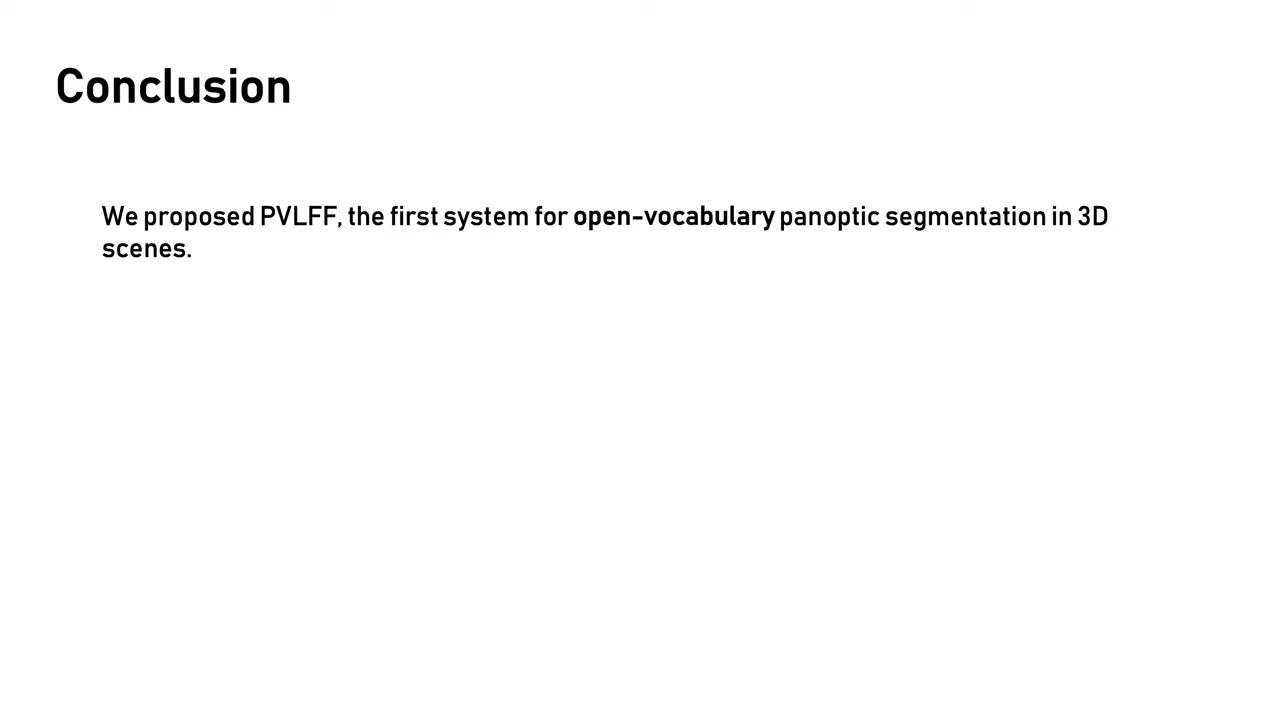 Conclusion
We proposed PVLFF, the first system for open-vocabulary panoptic segmentation in 3D
scenes.